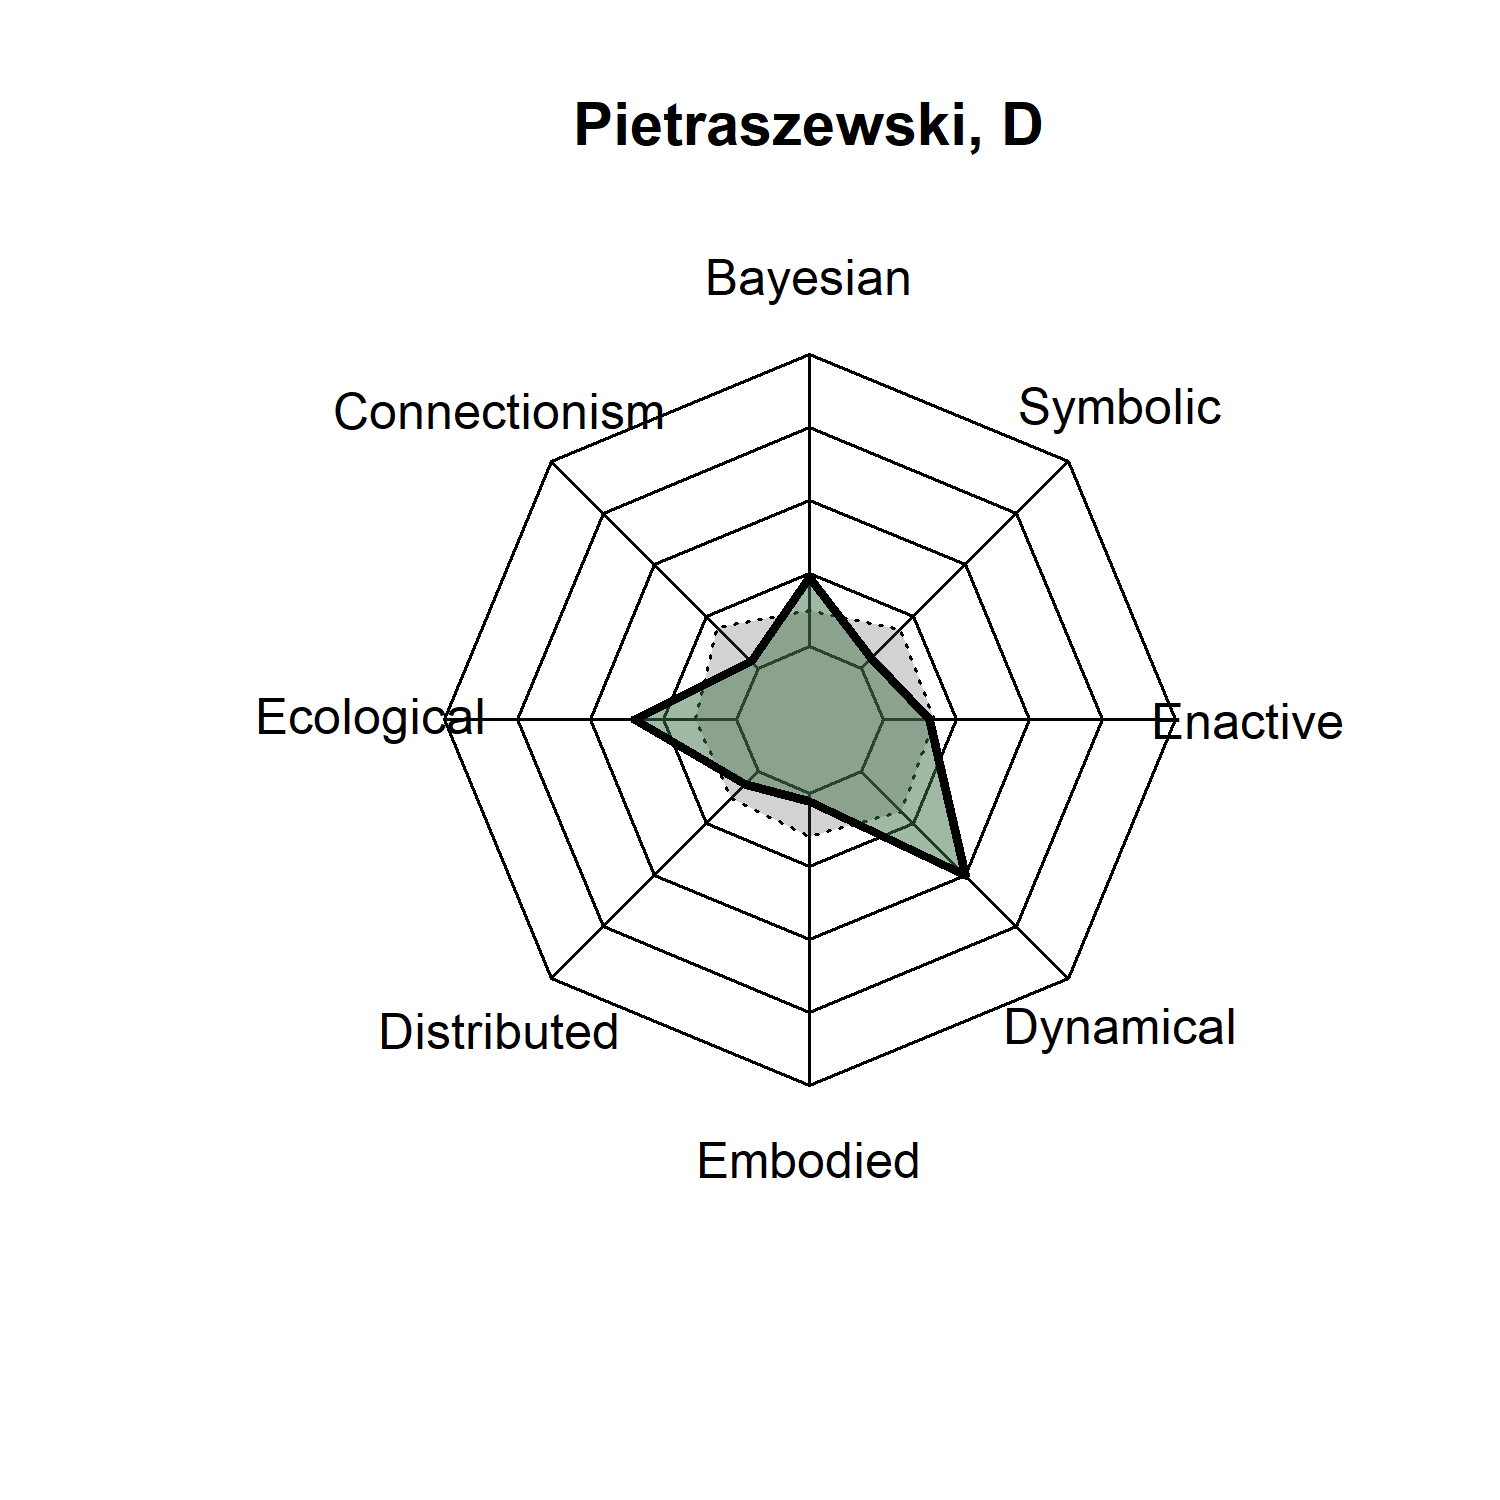 Pietraszewski, D
Bayesian
Connectionism
Symbolic
Ecological
Enactive
Distributed
Dynamical
Embodied